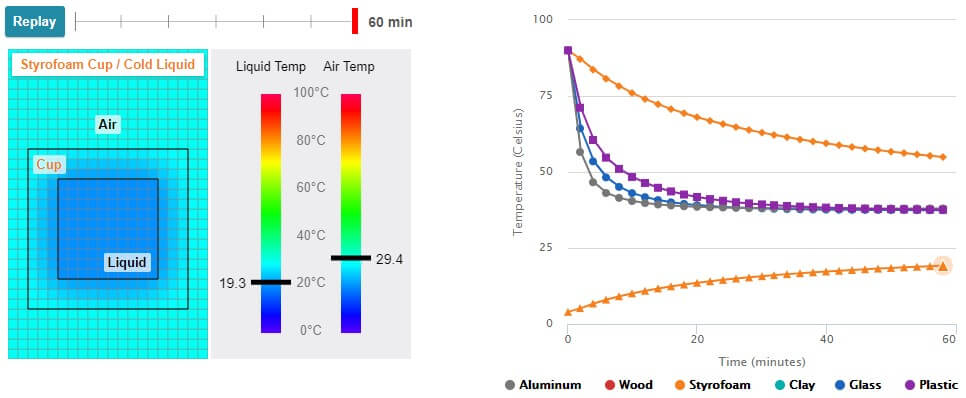 Replay
60 min
Styrofoam Cup / Cold Liquid
Air
Cup
Liquid
Liquid Temp Air Temp
100°C
80°C
60°C
40°C
20°C
0°C
19.3
29.4
Temperature (Celsius)
100
75
50
25
0
0 20 40 60
Time (minutes)
Aluminum Wood Styrofoam Clay Glass Plastic